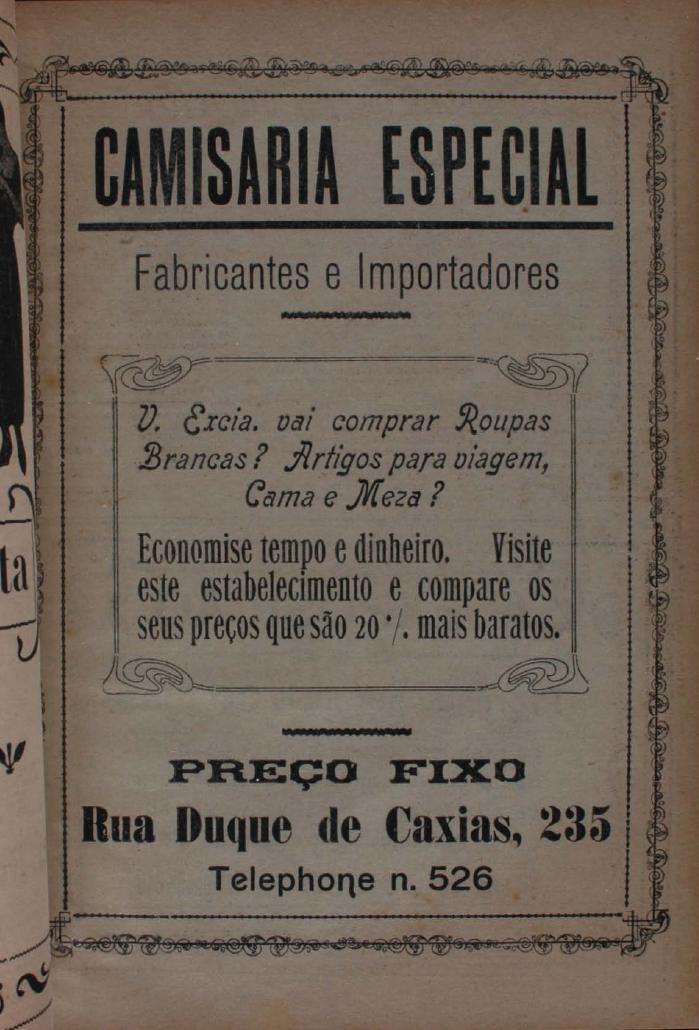 CAMISARIA ESPECIAL
Fabricantes e Importadores
V. Excia. vai comprar Roupas
Brancas? Artigos para viagem,
Cama e Meza?
Economise tempo e dinheiro. Visite
este estabelecimento e compare os
seus preços que são 20 °/. mais baratos.
PREÇO FIXO
Rua Duque de Caxias, 235
Telephone n. 526
ta